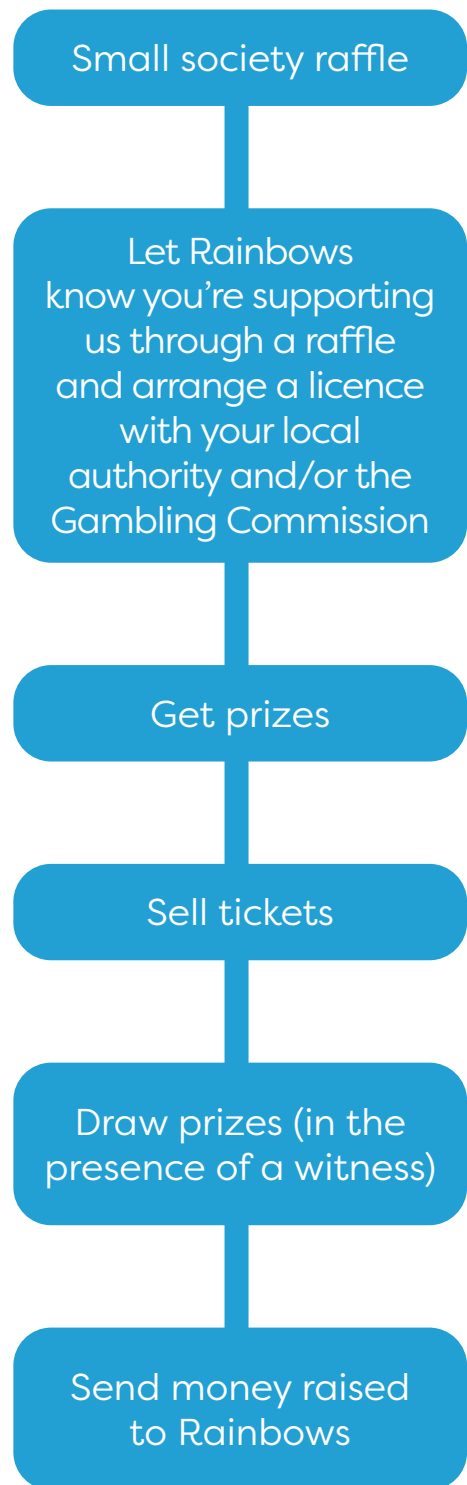 Small society raffle
Let Rainbows
know you’re supporting
us through a raffle
and arrange a licence
with your local
authority and/or the
Gambling Commission
Get prizes
Sell tickets
Draw prizes (in the
presence of a witness)
Send money raised
to Rainbows